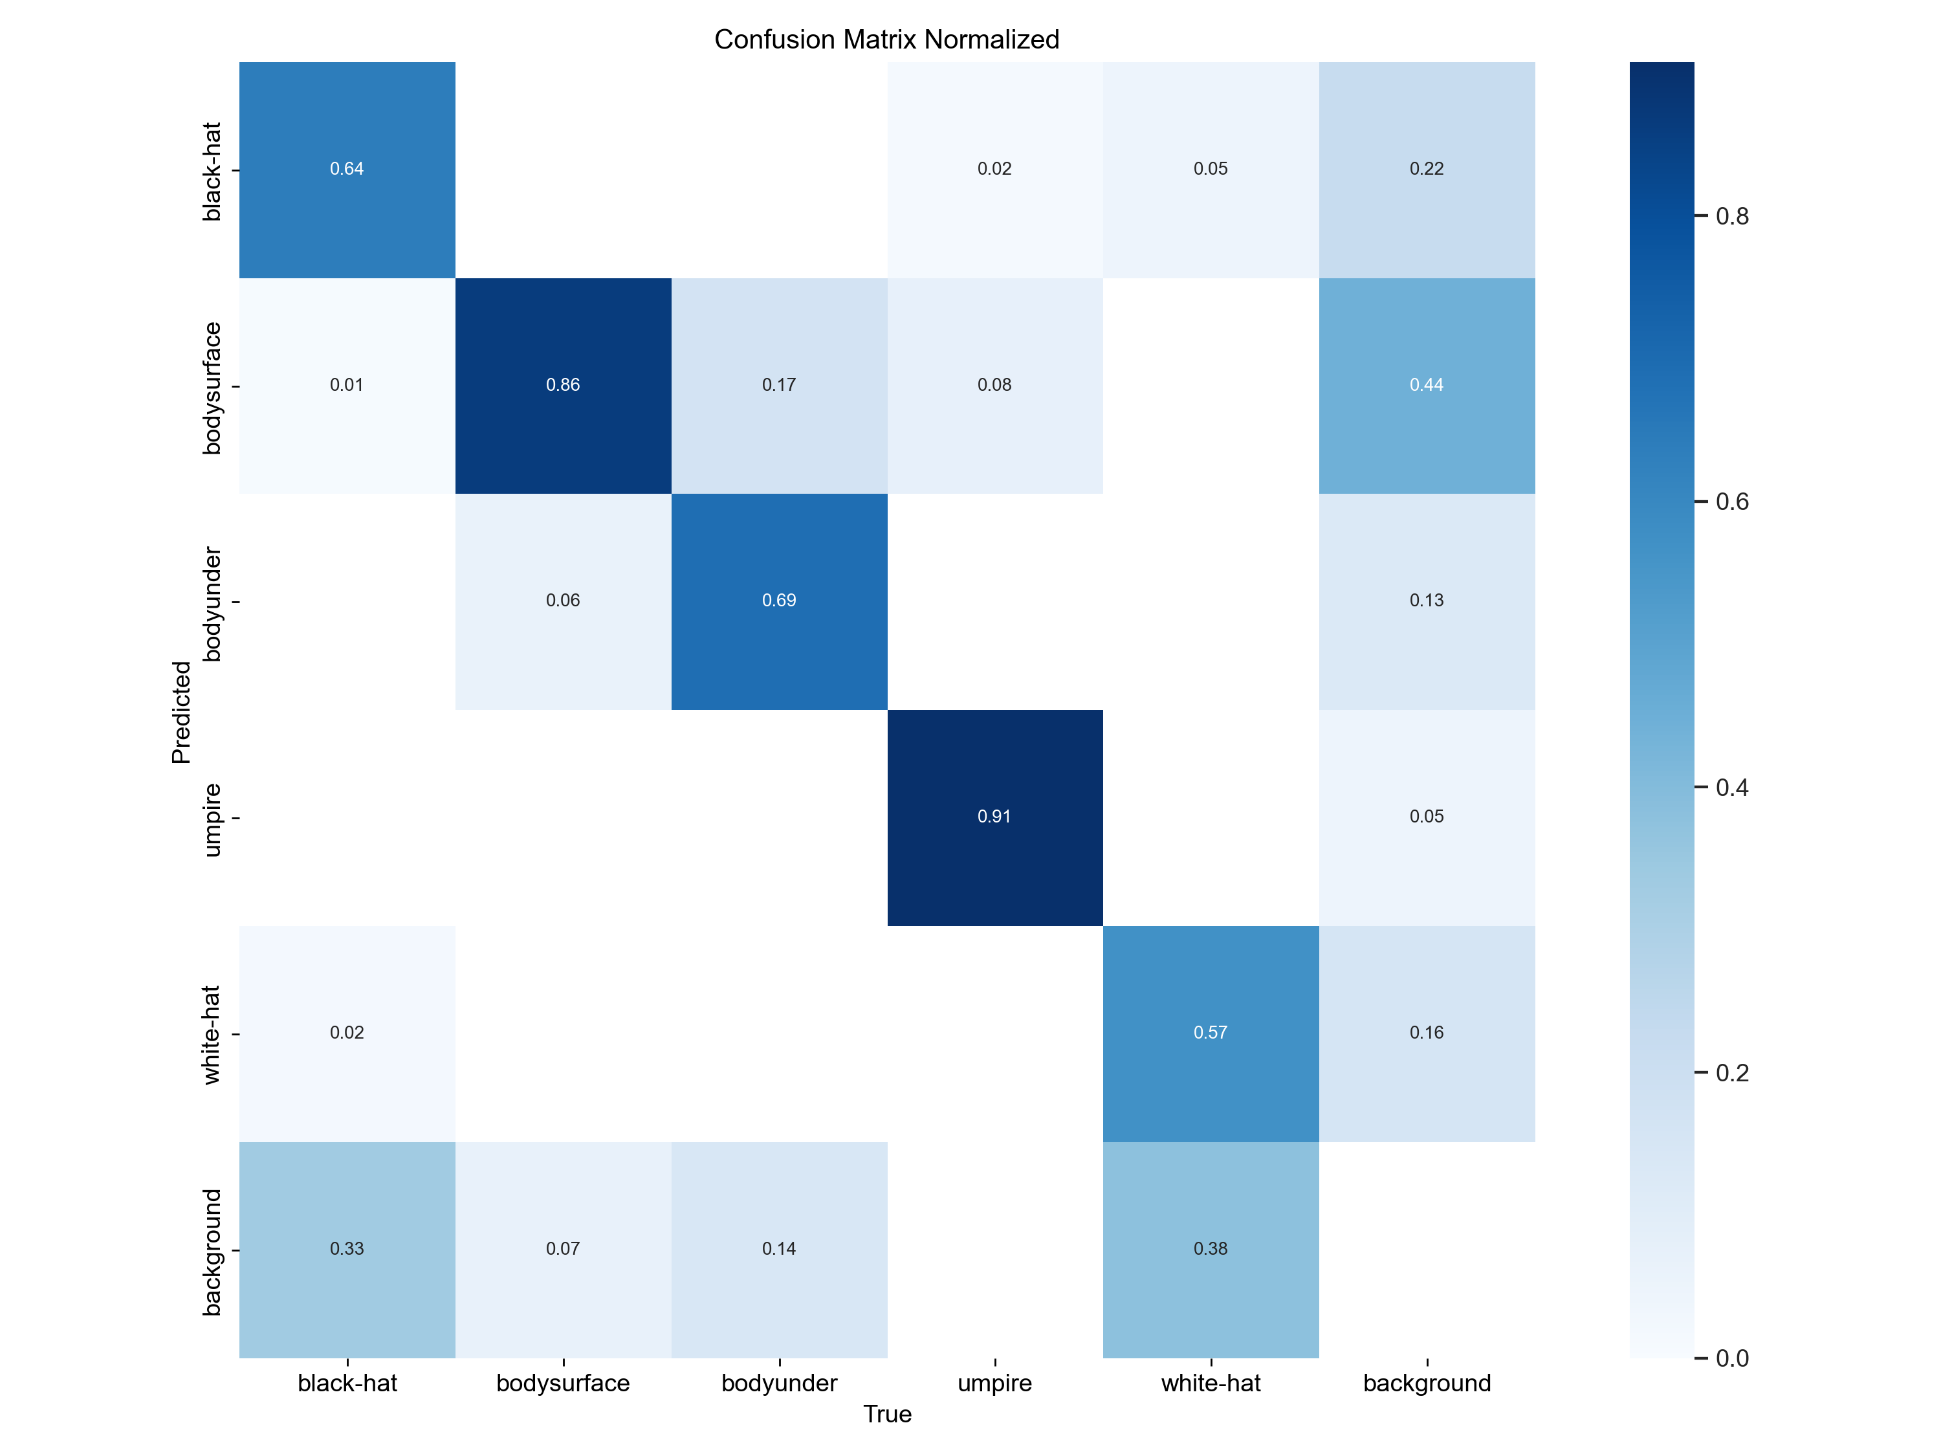 Confusion Matrix Normalized
black-hat
0.64
0.02
0.05
0.22
bodysurface
0.01
0.86
0.17
0.08
0.44
bodyunder
0.06
0.69
0.13
umpire
0.91
0.05
white-hat
0.02
0.57
0.16
background
0.33
0.07
0.14
0.38
Predicted
black-hat
bodysurface
bodyunder
umpire
white-hat
background
True
0.8
0.6
0.4
0.2
0.0